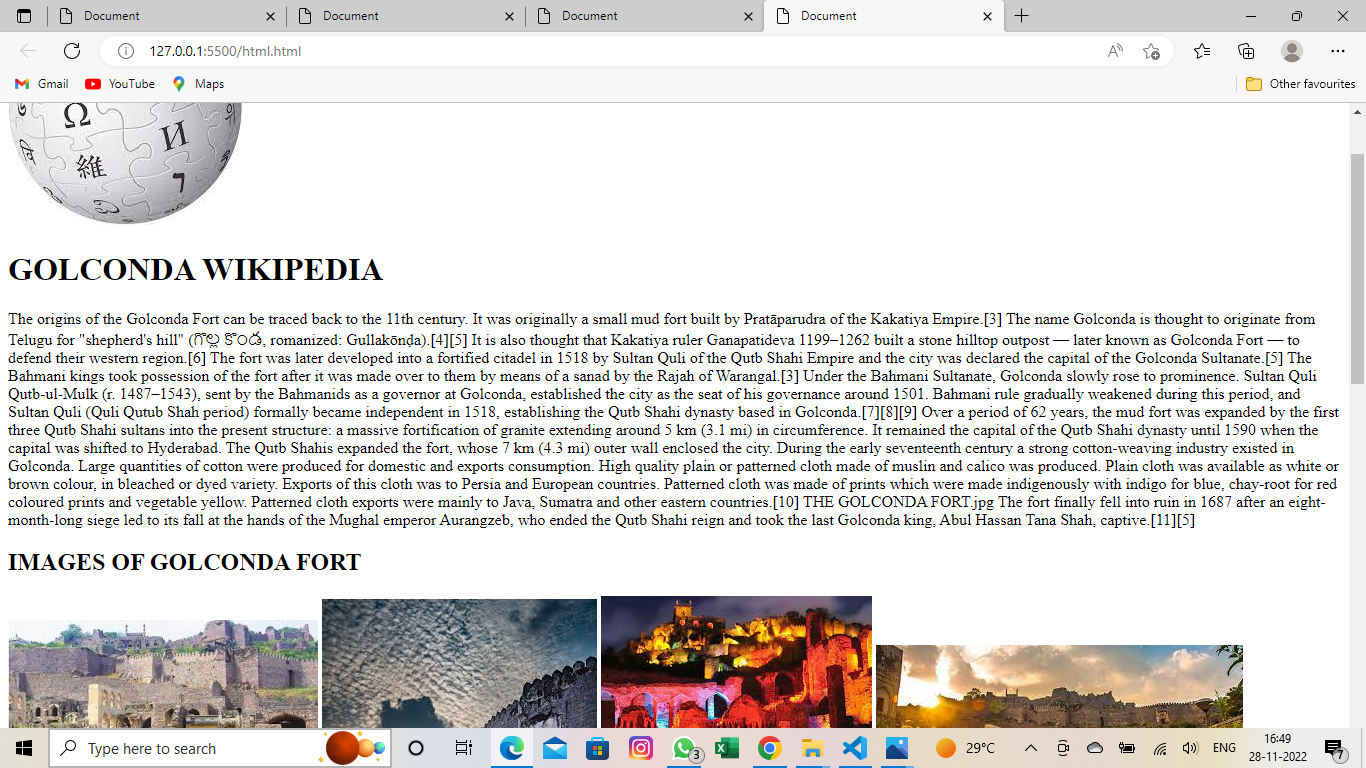 Document
Document
Document
Document
127.0.0.1:5500/html.html
Gmail
YouTube
Maps
Other favourites
Ω
И
維
GOLCONDA WIKIPEDIA
The origins of the Golconda Fort can be traced back to the 11th century. It was originally a small mud fort built by Pratāparudra of the Kakatiya Empire.[3] The name Golconda is thought to originate from
Telugu for "shepherd's hill" (గొల్ల కొండ, romanized: Gullakōnḍa).[4][5] It is also thought that Kakatiya ruler Ganapatideva 1199–1262 built a stone hilltop outpost — later known as Golconda Fort — to
defend their western region.[6] The fort was later developed into a fortified citadel in 1518 by Sultan Quli of the Qutb Shahi Empire and the city was declared the capital of the Golconda Sultanate.[5] The
Bahmani kings took possession of the fort after it was made over to them by means of a sanad by the Rajah of Warangal.[3] Under the Bahmani Sultanate, Golconda slowly rose to prominence. Sultan Quli
Qutb-ul-Mulk (r. 1487–1543), sent by the Bahmanids as a governor at Golconda, established the city as the seat of his governance around 1501. Bahmani rule gradually weakened during this period, and
Sultan Quli (Quli Qutub Shah period) formally became independent in 1518, establishing the Qutb Shahi dynasty based in Golconda.[7][8][9] Over a period of 62 years, the mud fort was expanded by the first
three Qutb Shahi sultans into the present structure: a massive fortification of granite extending around 5 km (3.1 mi) in circumference. It remained the capital of the Qutb Shahi dynasty until 1590 when the
capital was shifted to Hyderabad. The Qutb Shahis expanded the fort, whose 7 km (4.3 mi) outer wall enclosed the city. During the early seventeenth century a strong cotton-weaving industry existed in
Golconda. Large quantities of cotton were produced for domestic and exports consumption. High quality plain or patterned cloth made of muslin and calico was produced. Plain cloth was available as white or
brown colour, in bleached or dyed variety. Exports of this cloth was to Persia and European countries. Patterned cloth was made of prints which were made indigenously with indigo for blue, chay-root for red
coloured prints and vegetable yellow. Patterned cloth exports were mainly to Java, Sumatra and other eastern countries.[10] THE GOLCONDA FORT.jpg The fort finally fell into ruin in 1687 after an eight-
month-long siege led to its fall at the hands of the Mughal emperor Aurangzeb, who ended the Qutb Shahi reign and took the last Golconda king, Abul Hassan Tana Shah, captive.[11][5]
IMAGES OF GOLCONDA FORT
Type here to search
3
29°C
ENG
16:49
28-11-2022
7